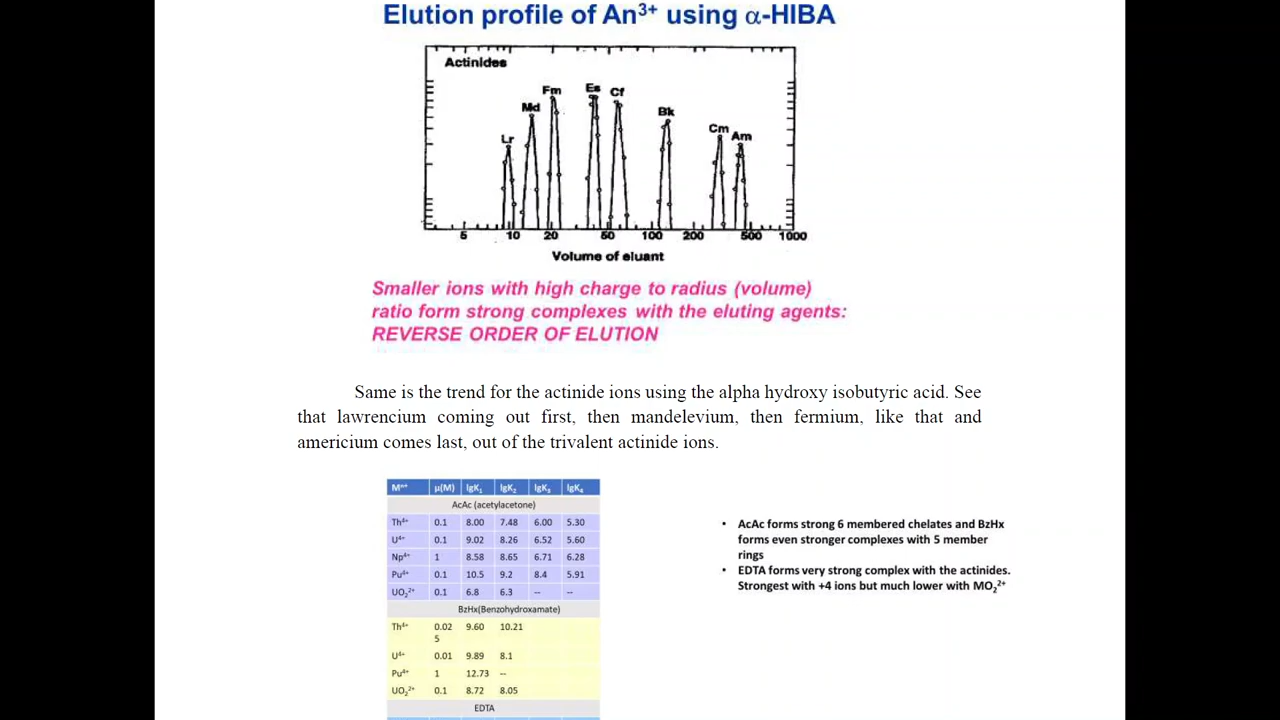 Elution profile of An³⁺ using α-HIBA
Actinides
Lr Md Fm Es Cf Bk Cm Am
5 10 20 50 100 200 500 1000
Volume of eluant
Smaller ions with high charge to radius (volume)
ratio form strong complexes with the eluting agents:
REVERSE ORDER OF ELUTION
Same is the trend for the actinide ions using the alpha hydroxy isobutyric acid. See
that lawrencium coming out first, then mandelevium, then fermium, like that and
americium comes last, out of the trivalent actinide ions.
Mⁿ⁺ μ(M) lgK₁ lgK₂ lgK₃ lgK₄
AcAc (acetylacetone)
Th⁴⁺ 0.1 8.00 7.48 6.00 5.30
U⁴⁺ 0.1 9.02 8.26 6.52 5.60
Np⁴⁺ 1 8.58 8.65 6.71 6.28
Pu⁴⁺ 0.1 10.5 9.2 8.4 5.91
UO₂²⁺ 0.1 6.8 6.3 -- --
BzHx(Benzohydroxamate)
Th⁴⁺ 0.02 9.60 10.21
5
U⁴⁺ 0.01 9.89 8.1
Pu⁴⁺ 1 12.73 --
UO₂²⁺ 0.1 8.72 8.05
EDTA
• AcAc forms strong 6 membered chelates and BzHx
forms even stronger complexes with 5 member
rings
• EDTA forms very strong complex with the actinides.
Strongest with +4 ions but much lower with MO₂²⁺